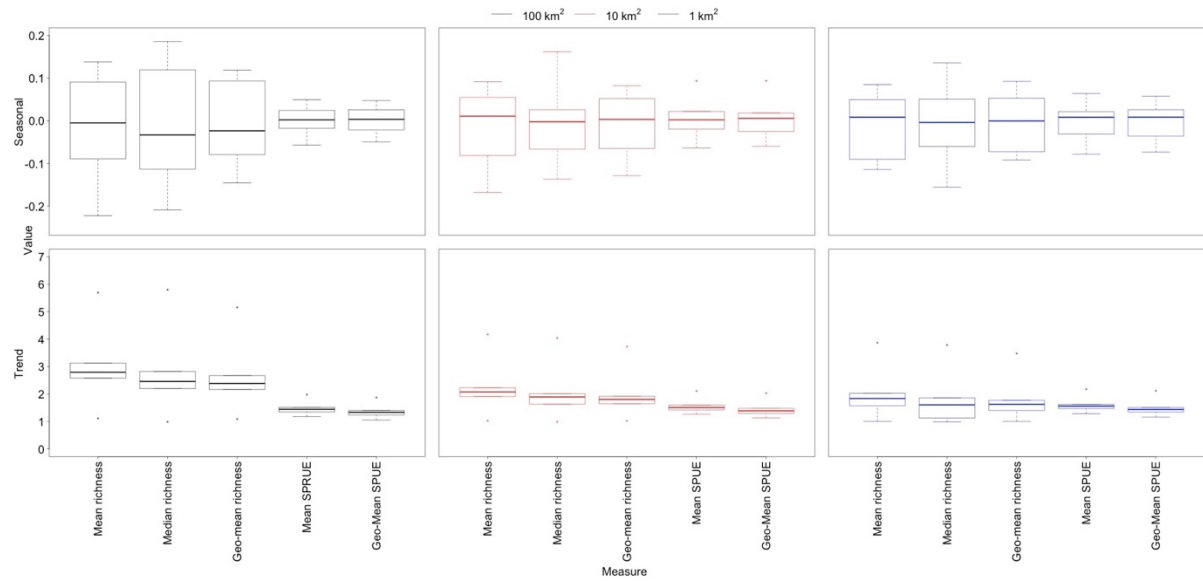 100 km² 10 km² 1 km²
Seasonal
0.2
0.1
0.0
-0.1
-0.2
Value
Trend
7
6
5
4
3
2
1
0
Mean richness
Median richness
Geo-mean richness
Mean SPRUE
Geo-Mean SPUE
Mean richness
Median richness
Geo-mean richness
Mean SPUE
Geo-Mean SPUE
Mean richness
Median richness
Geo-mean richness
Mean SPUE
Geo-Mean SPUE
Measure